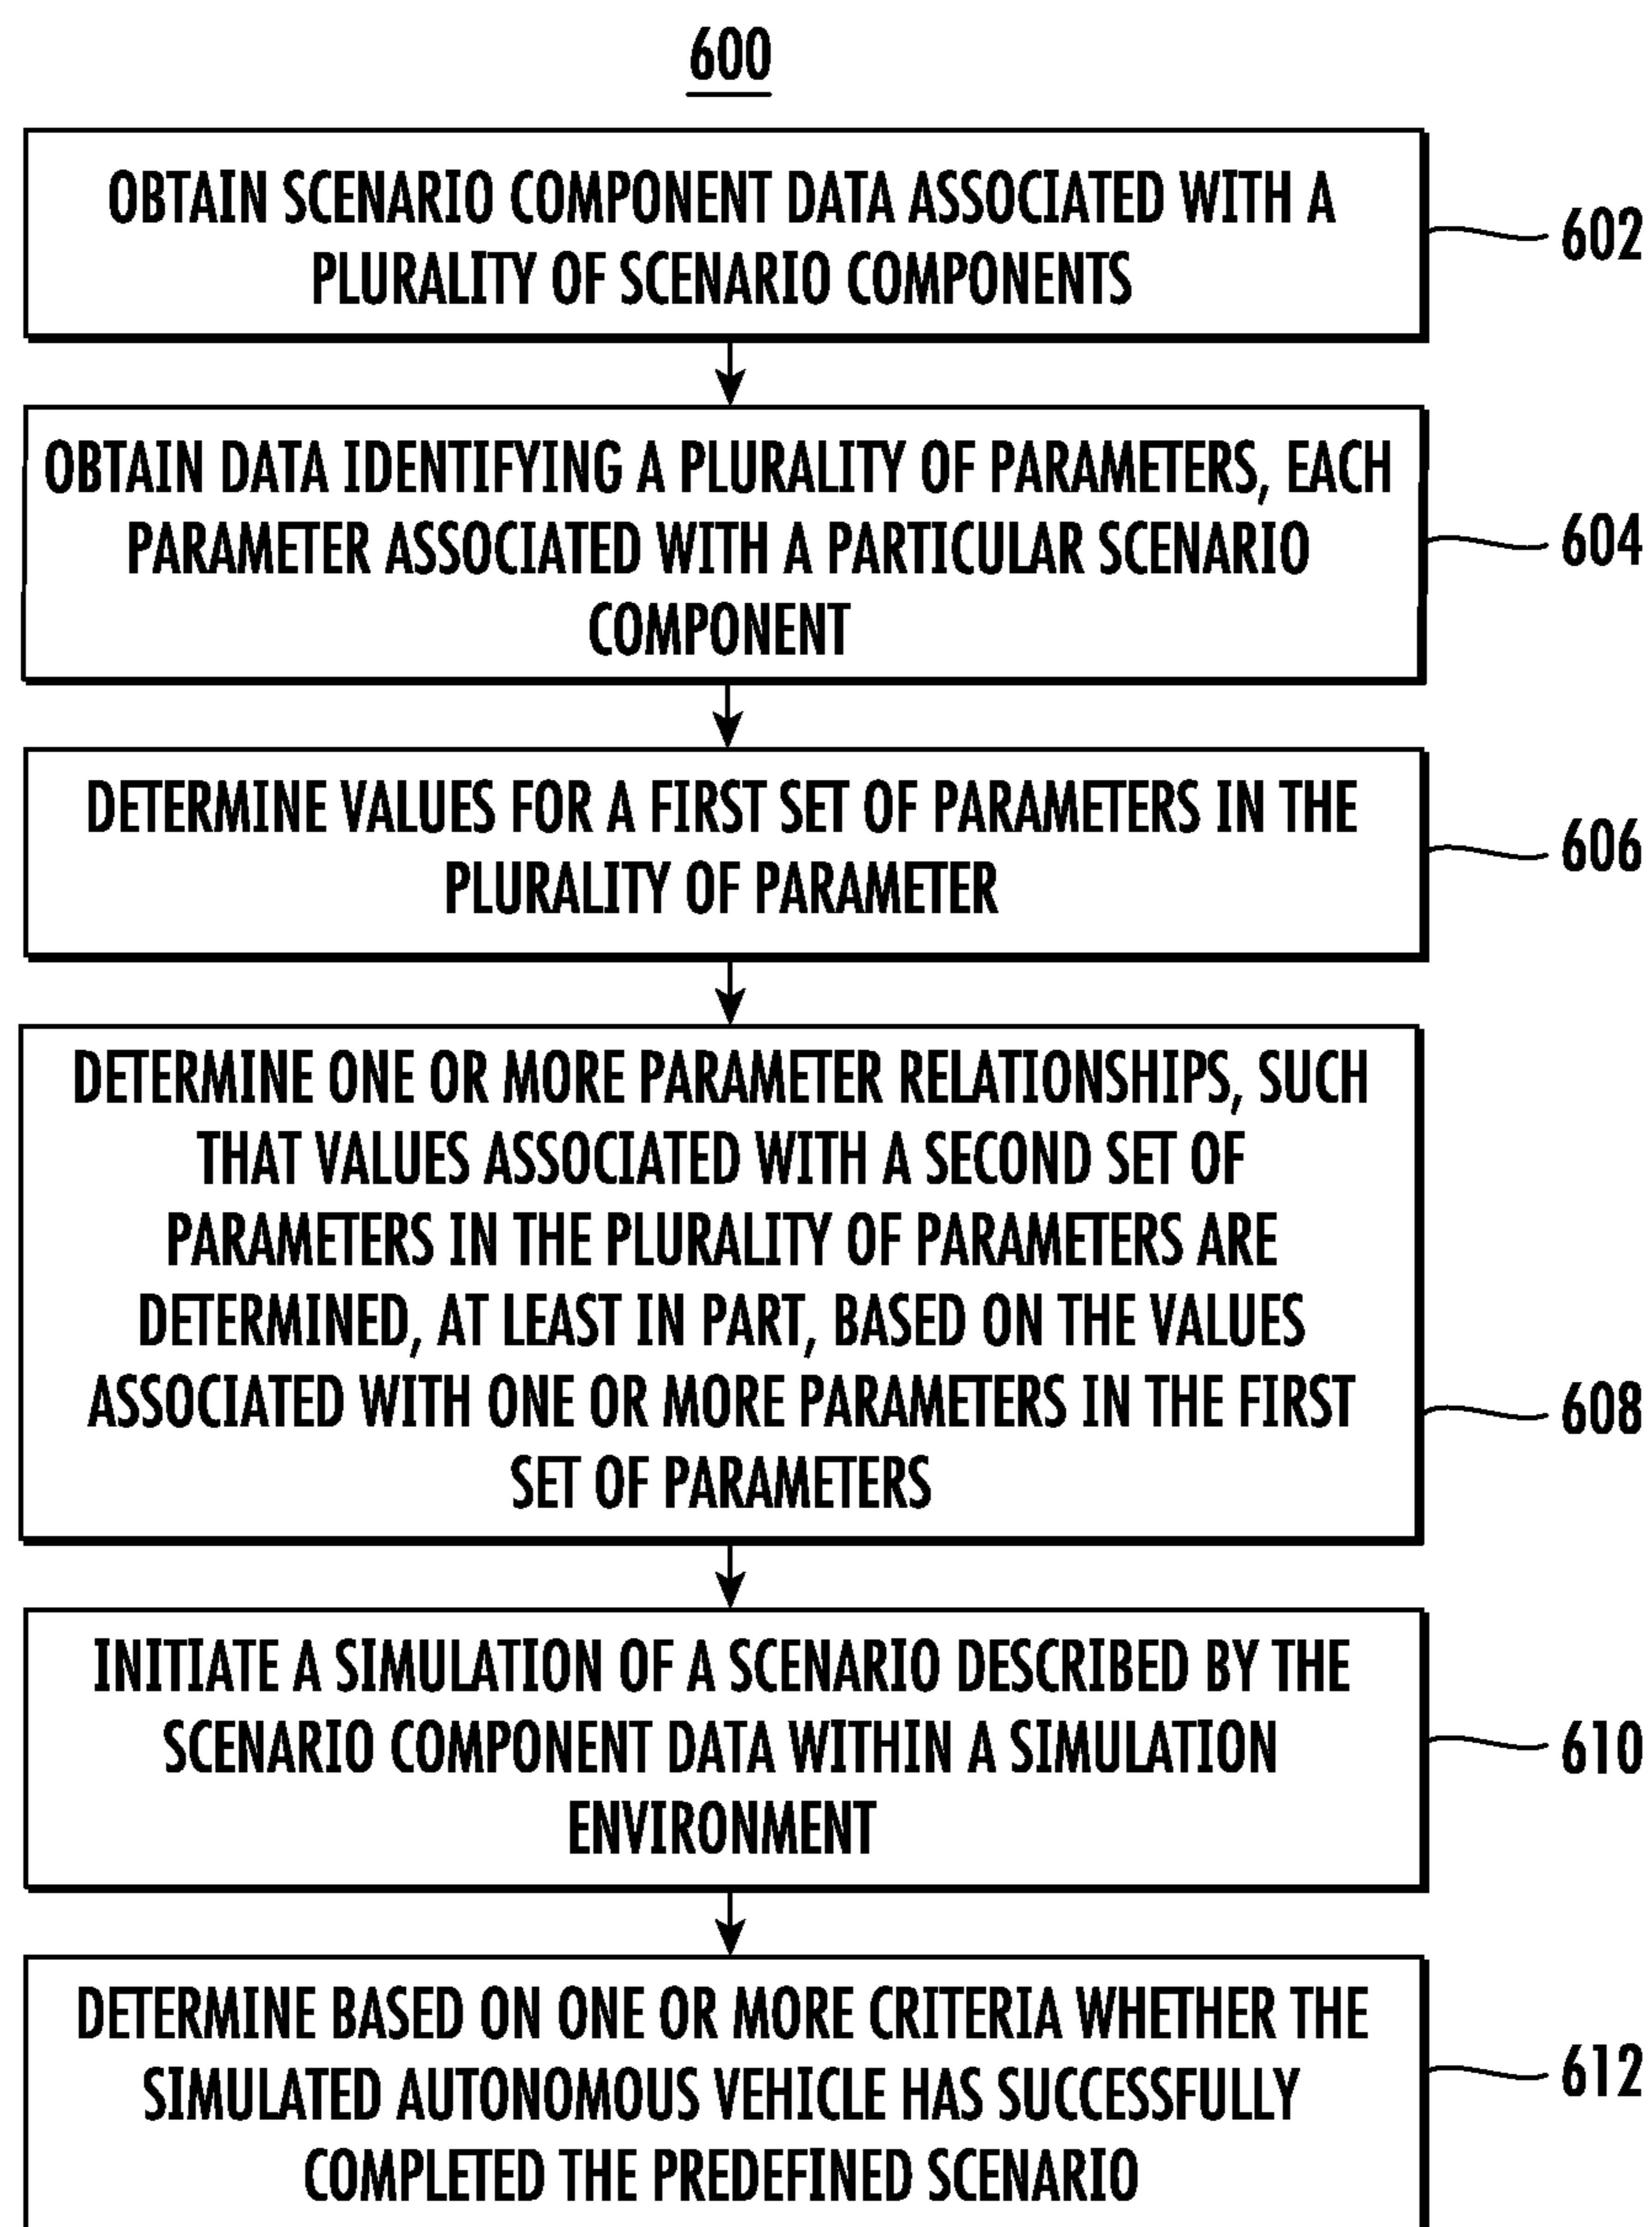 600
OBTAIN SCENARIO COMPONENT DATA ASSOCIATED WITH A
PLURALITY OF SCENARIO COMPONENTS
602
OBTAIN DATA IDENTIFYING A PLURALITY OF PARAMETERS, EACH
PARAMETER ASSOCIATED WITH A PARTICULAR SCENARIO
COMPONENT
604
DETERMINE VALUES FOR A FIRST SET OF PARAMETERS IN THE
PLURALITY OF PARAMETER
606
DETERMINE ONE OR MORE PARAMETER RELATIONSHIPS, SUCH
THAT VALUES ASSOCIATED WITH A SECOND SET OF
PARAMETERS IN THE PLURALITY OF PARAMETERS ARE
DETERMINED, AT LEAST IN PART, BASED ON THE VALUES
ASSOCIATED WITH ONE OR MORE PARAMETERS IN THE FIRST
SET OF PARAMETERS
608
INITIATE A SIMULATION OF A SCENARIO DESCRIBED BY THE
SCENARIO COMPONENT DATA WITHIN A SIMULATION
ENVIRONMENT
610
DETERMINE BASED ON ONE OR MORE CRITERIA WHETHER THE
SIMULATED AUTONOMOUS VEHICLE HAS SUCCESSFULLY
COMPLETED THE PREDEFINED SCENARIO
612